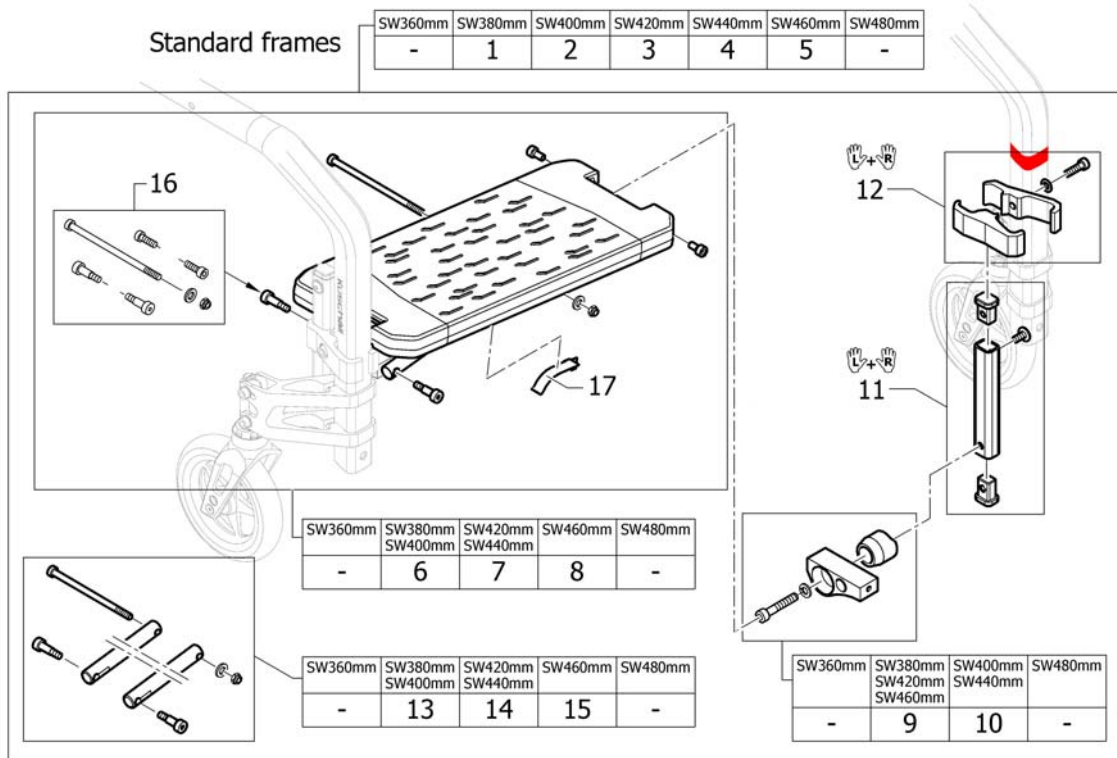 Standard frames
SW360mm SW380mm SW400mm SW420mm SW440mm SW460mm SW480mm
- 1 2 3 4 5 -
16
L + R
12
17
L + R
11
SW360mm SW380mm SW420mm SW460mm SW480mm
SW400mm SW440mm
- 6 7 8 -
SW360mm SW380mm SW420mm SW460mm SW480mm
SW400mm SW440mm
- 13 14 15 -
SW360mm SW380mm SW400mm SW480mm
SW420mm SW440mm
SW460mm
- 9 10 -